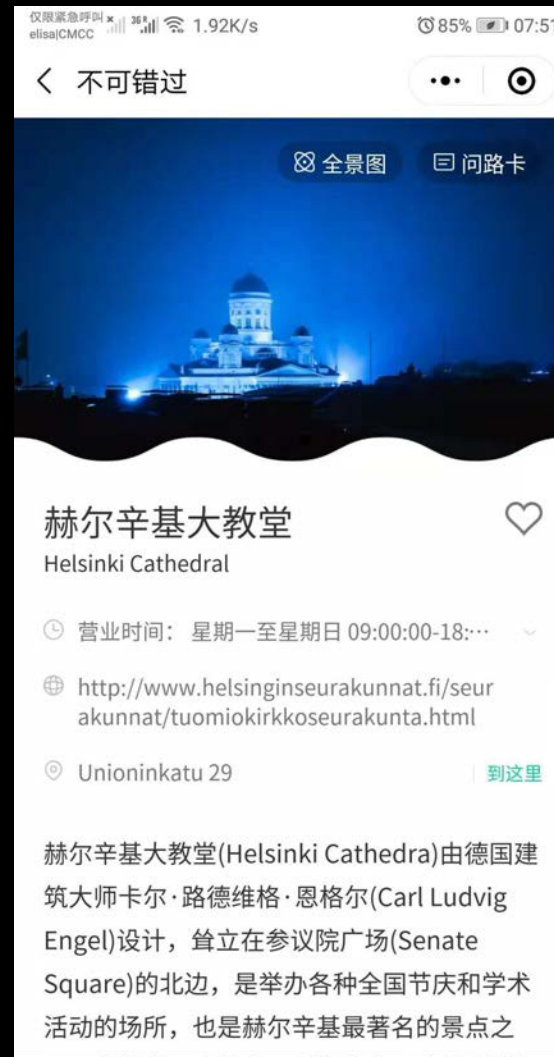 仅限紧急呼叫 36 R 1.92K/s 85% 07:51
elisa|CMCC
不可错过
全景图 问路卡
赫尔辛基大教堂
Helsinki Cathedral
营业时间： 星期一至星期日 09:00:00-18:…
http://www.helsinginseurakunnat.fi/seur
akunnat/tuomiokirkkoseurakunta.html
Unioninkatu 29 到这里
赫尔辛基大教堂(Helsinki Cathedra)由德国建
筑大师卡尔·路德维格·恩格尔(Carl Ludvig
Engel)设计，耸立在参议院广场(Senate
Square)的北边，是举办各种全国节庆和学术
活动的场所，也是赫尔辛基最著名的景点之